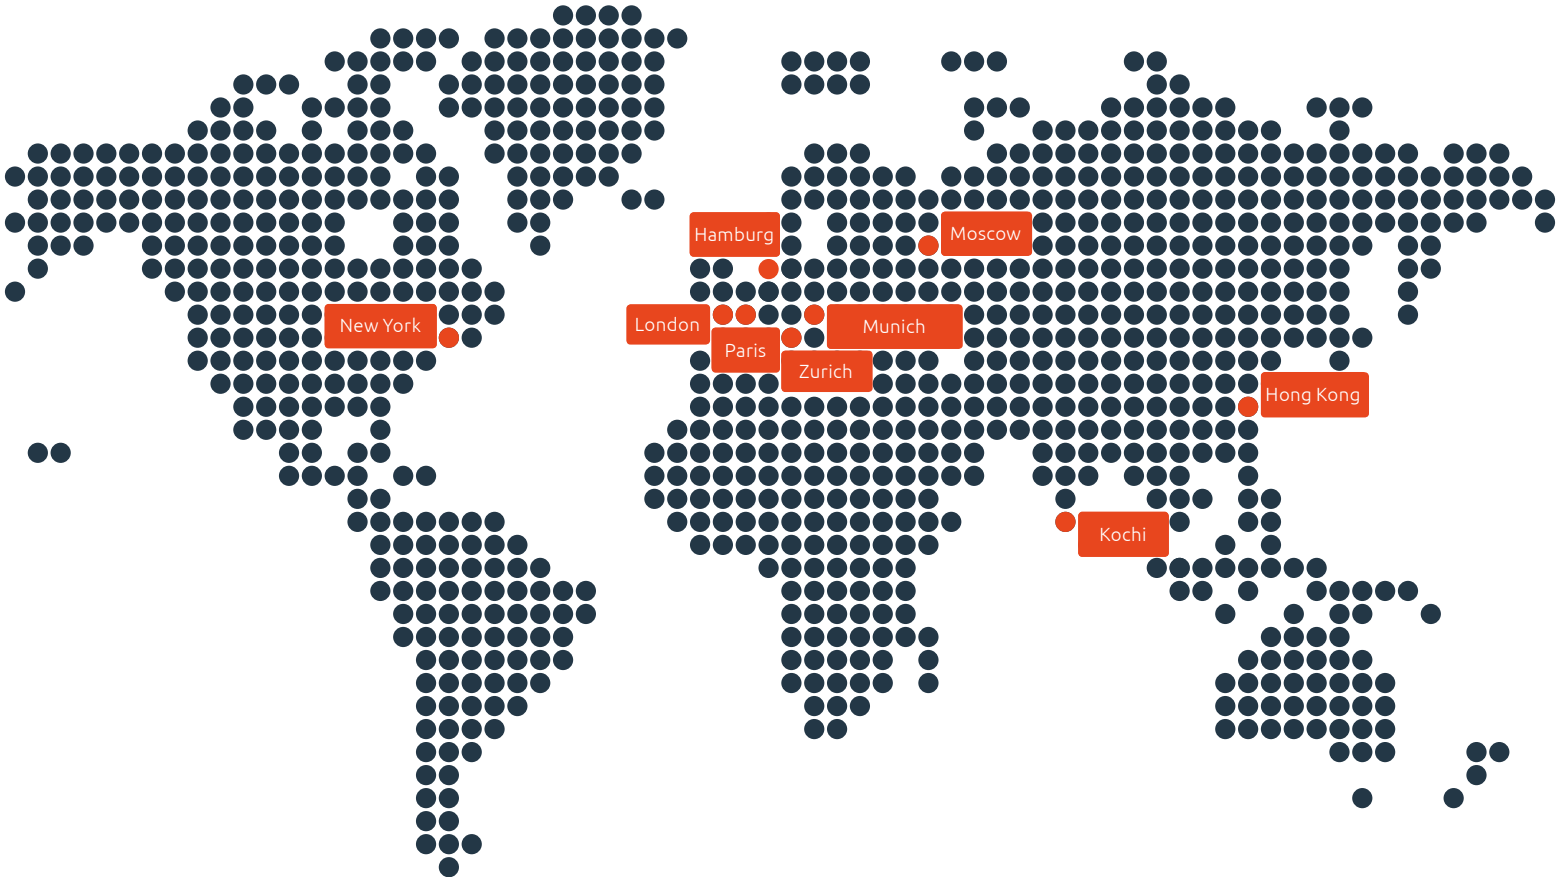 Hamburg
Moscow
New York
London
Munich
Paris
Zurich
Hong Kong
Kochi